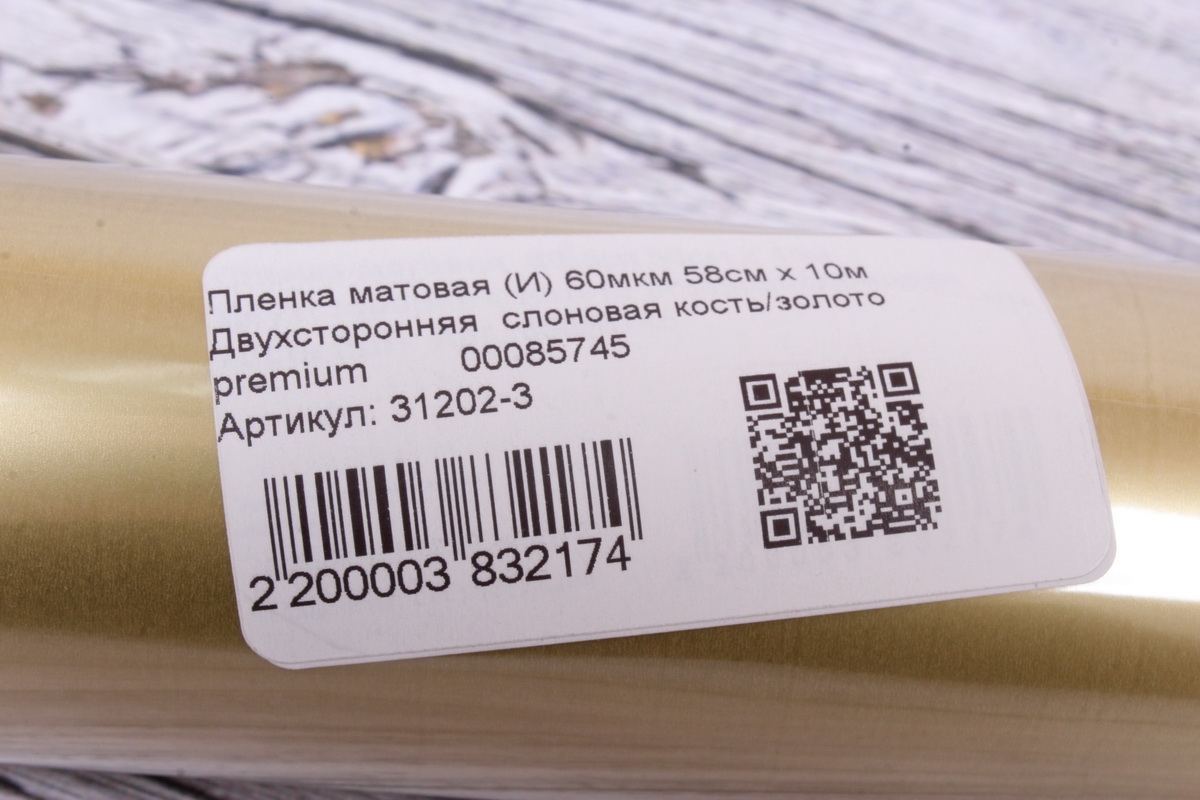 Пленка матовая (И) 60мкм 58см х 10м
Двухсторонняя слоновая кость/золото
premium 00085745
Артикул: 31202-3
2 200003 832174